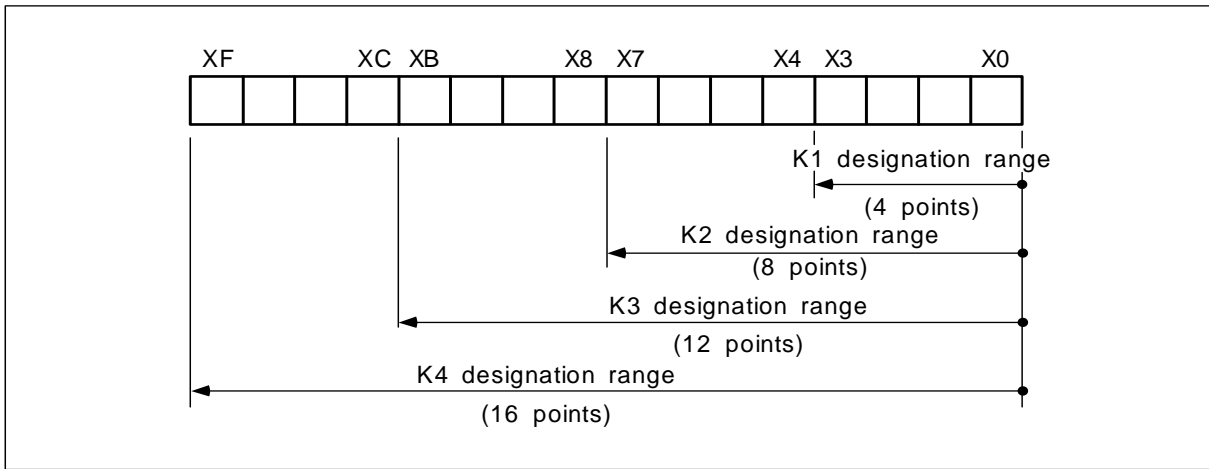 XF XC XB X8 X7 X4 X3 X0
K1 designation range
(4 points)
K2 designation range
(8 points)
K3 designation range
(12 points)
K4 designation range
(16 points)